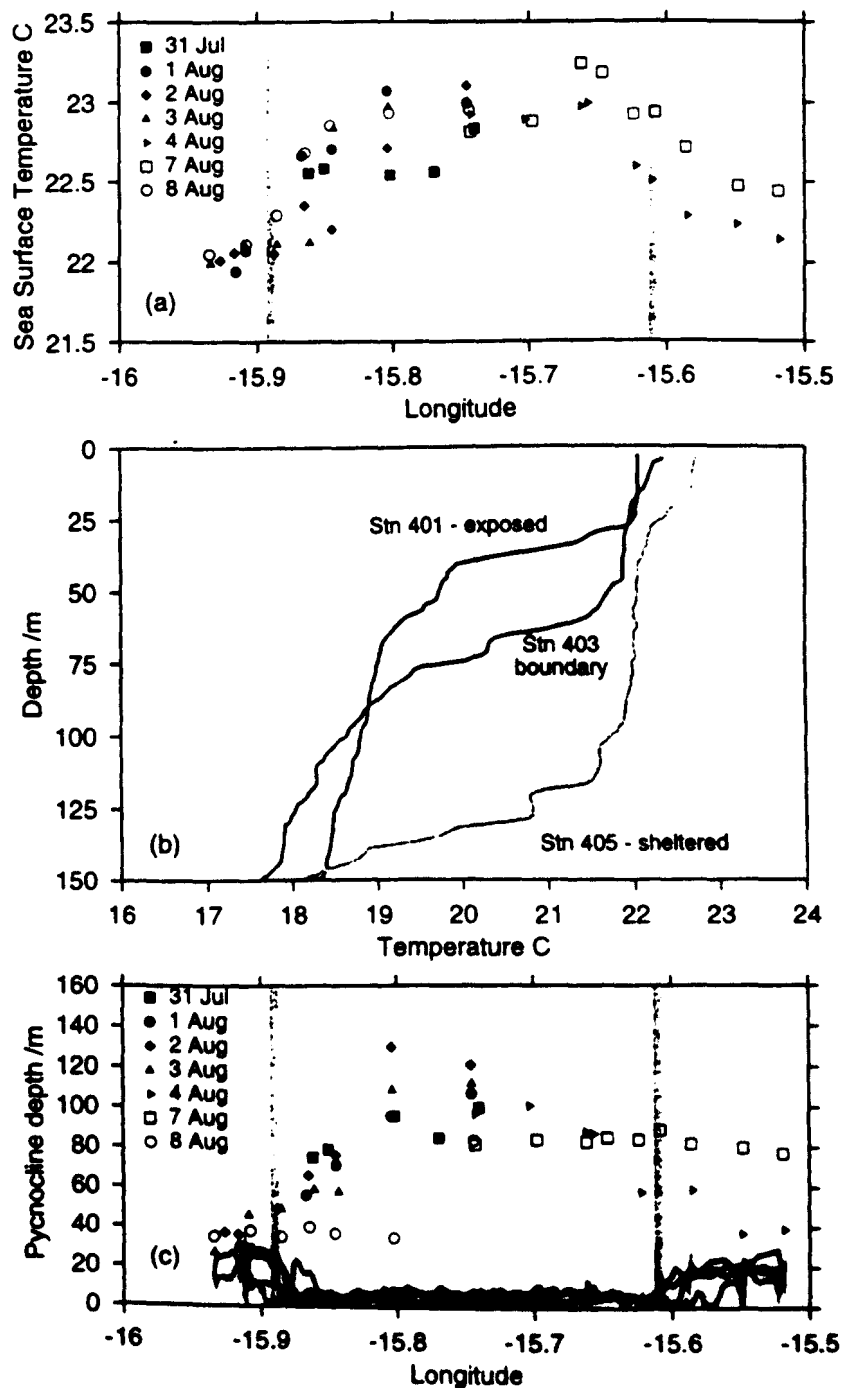 Sea Surface Temperature C
23.5
23
22.5
22
21.5
31 Jul
1 Aug
2 Aug
3 Aug
4 Aug
7 Aug
8 Aug
(a)
-16 -15.9 -15.8 -15.7 -15.6 -15.5
Longitude
Depth /m
0
25
50
75
100
125
150
Stn 401 - exposed
Stn 403
boundary
Stn 405 - sheltered
(b)
16 17 18 19 20 21 22 23 24
Temperature C
Pycnocline depth /m
160
140
120
100
80
60
40
20
0
31 Jul
1 Aug
2 Aug
3 Aug
4 Aug
7 Aug
8 Aug
(c)
-16 -15.9 -15.8 -15.7 -15.6 -15.5
Longitude